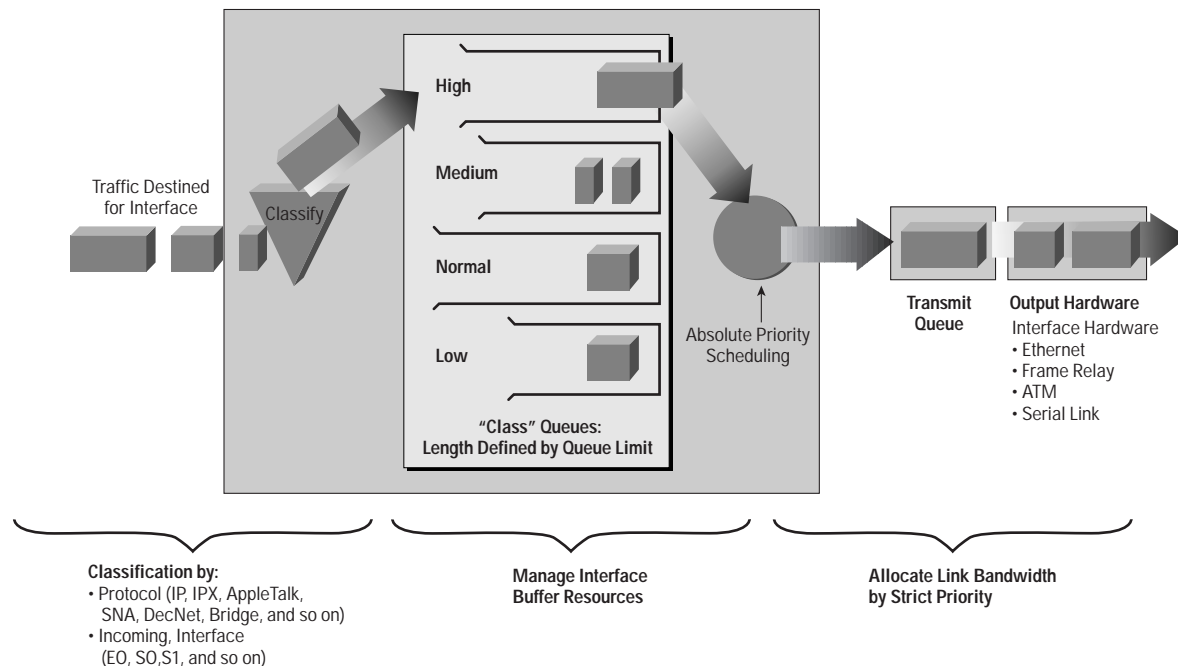 Traffic Destined
for Interface
Classify
High
Medium
Normal
Low
“Class” Queues:
Length Defined by Queue Limit
Absolute Priority
Scheduling
Transmit
Queue
Output Hardware
Interface Hardware
• Ethernet
• Frame Relay
• ATM
• Serial Link
Classification by:
• Protocol (IP, IPX, AppleTalk,
SNA, DecNet, Bridge, and so on)
• Incoming, Interface
(EO, SO,S1, and so on)
Manage Interface
Buffer Resources
Allocate Link Bandwidth
by Strict Priority